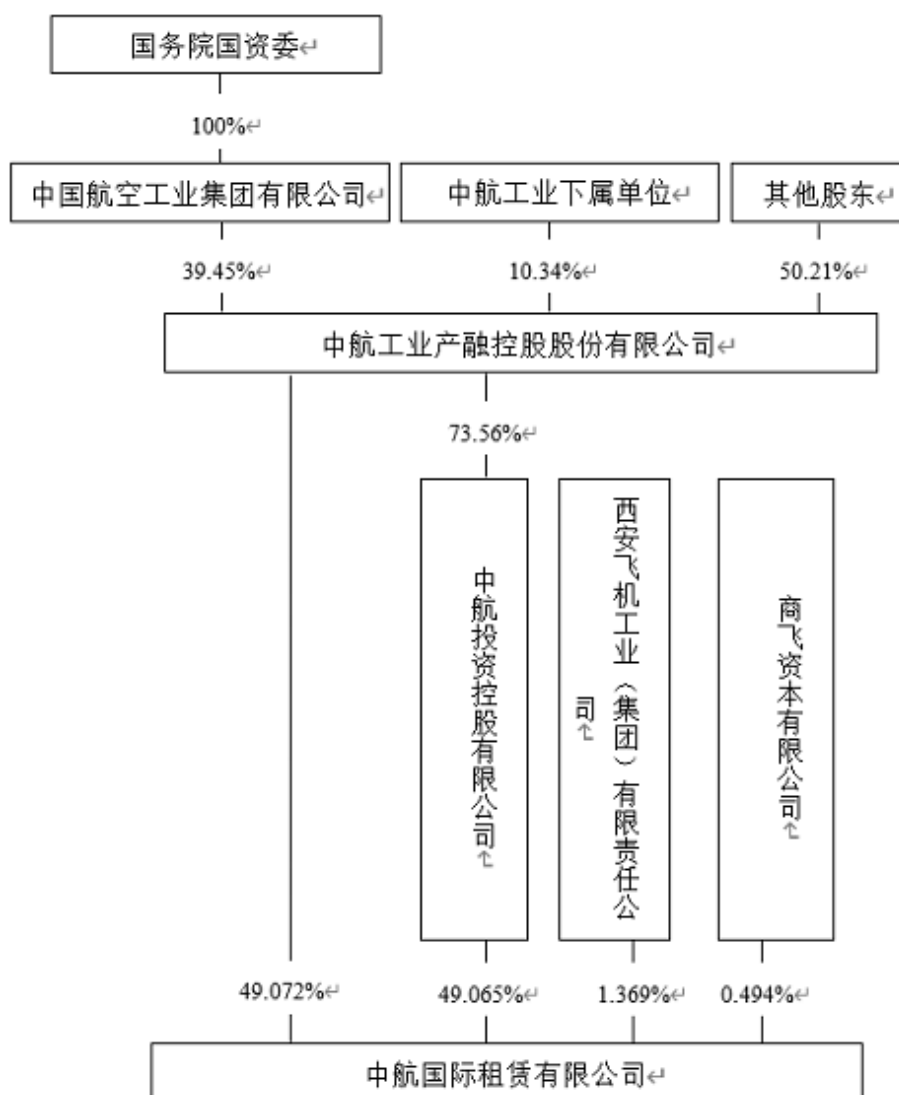 国务院国资委↵
100%↵
中国航空工业集团有限公司↵
中航工业下属单位↵
其他股东↵
39.45%↵
10.34%↵
50.21%↵
中航工业产融控股股份有限公司↵
73.56%↵
中航投资控股有限公司↵
西安飞机工业（集团）有限责任公
司↵
商飞资本有限公司↵
49.072%↵
49.065%↵
1.369%↵
0.494%↵
中航国际租赁有限公司↵